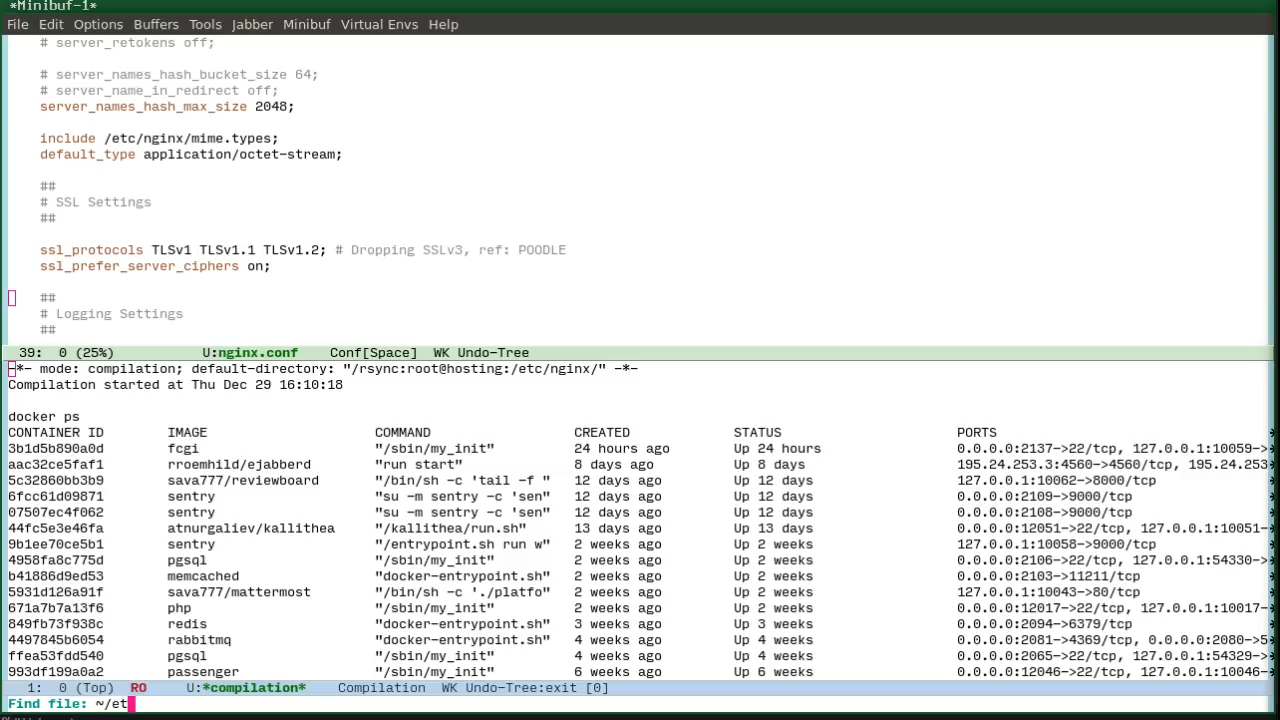 *Minibuf-1*
File Edit Options Buffers Tools Jabber Minibuf Virtual Envs Help
# server_retokens off;
# server_names_hash_bucket_size 64;
# server_name_in_redirect off;
server_names_hash_max_size 2048;
include /etc/nginx/mime.types;
default_type application/octet-stream;
##
# SSL Settings
##
ssl_protocols TLSv1 TLSv1.1 TLSv1.2; # Dropping SSLv3, ref: POODLE
ssl_prefer_server_ciphers on;
##
# Logging Settings
##
39: 0 (25%) U:nginx.conf Conf[Space] WK Undo-Tree
-*- mode: compilation; default-directory: "/rsync:root@hosting:/etc/nginx/" -*-
Compilation started at Thu Dec 29 16:10:18
docker ps
CONTAINER ID IMAGE COMMAND CREATED STATUS PORTS
3b1d5b890a0d fcgi "/sbin/my_init" 24 hours ago Up 24 hours 0.0.0.0:2137->22/tcp, 127.0.0.1:10059-
aac32ce5faf1 rroemhild/ejabberd "run start" 8 days ago Up 8 days 195.24.253.3:4560->4560/tcp, 195.24.253
5c32860bb3b9 sava777/reviewboard "/bin/sh -c 'tail -f " 12 days ago Up 12 days 127.0.0.1:10062->8000/tcp
6fcc61d09871 sentry "su -m sentry -c 'sen" 12 days ago Up 12 days 0.0.0.0:2109->9000/tcp
07507ec4f062 sentry "su -m sentry -c 'sen" 12 days ago Up 12 days 0.0.0.0:2108->9000/tcp
44fc5e3e46fa atnurgaliev/kallithea "/kallithea/run.sh" 13 days ago Up 13 days 0.0.0.0:12051->22/tcp, 127.0.0.1:10051-
9b1ee70ce5b1 sentry "/entrypoint.sh run w" 2 weeks ago Up 2 weeks 127.0.0.1:10058->9000/tcp
4958fa8c775d pgsql "/sbin/my_init" 2 weeks ago Up 2 weeks 0.0.0.0:2106->22/tcp, 127.0.0.1:54330->
b41886d9ed53 memcached "docker-entrypoint.sh" 2 weeks ago Up 2 weeks 0.0.0.0:2103->11211/tcp
5931d126a91f sava777/mattermost "/bin/sh -c './platfo" 2 weeks ago Up 2 weeks 127.0.0.1:10043->80/tcp
671a7b7a13f6 php "/sbin/my_init" 2 weeks ago Up 2 weeks 0.0.0.0:12017->22/tcp, 127.0.0.1:10017-
849fb73f938c redis "docker-entrypoint.sh" 3 weeks ago Up 3 weeks 0.0.0.0:2094->6379/tcp
4497845b6054 rabbitmq "docker-entrypoint.sh" 4 weeks ago Up 4 weeks 0.0.0.0:2081->4369/tcp, 0.0.0.0:2080->5
ffea53fdd540 pgsql "/sbin/my_init" 4 weeks ago Up 4 weeks 0.0.0.0:2065->22/tcp, 127.0.0.1:54329->
993df199a0a2 passenger "/sbin/my_init" 6 weeks ago Up 6 weeks 0.0.0.0:12046->22/tcp, 127.0.0.1:10046-
1: 0 (Top) RO U:*compilation* Compilation WK Undo-Tree:exit [0]
Find file: ~/et